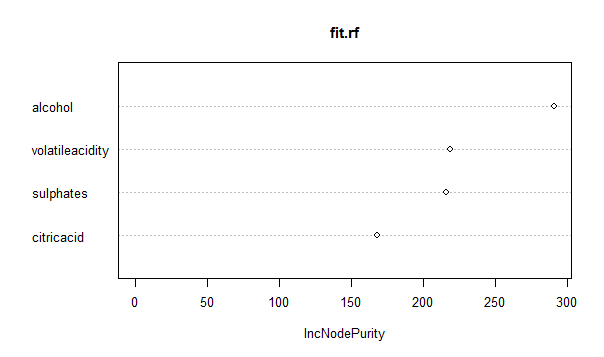 fit.rf
alcohol
volatileacidity
sulphates
citricacid
0 50 100 150 200 250 300
IncNodePurity